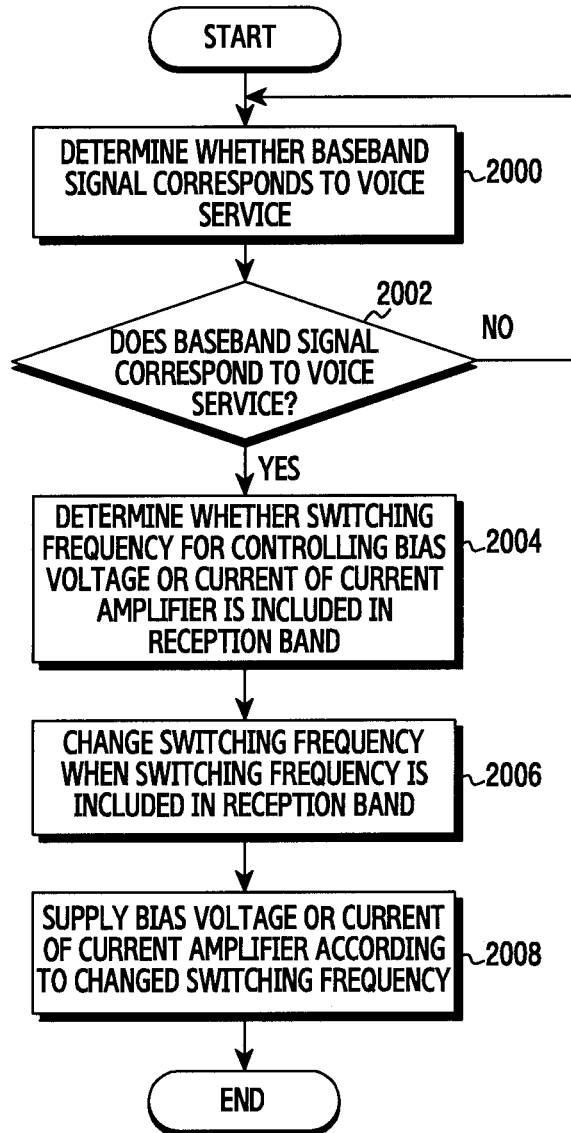 START
DETERMINE WHETHER BASEBAND
SIGNAL CORRESPONDS TO VOICE
SERVICE
2000
2002
DOES BASEBAND SIGNAL
CORRESPOND TO VOICE
SERVICE?
NO
YES
DETERMINE WHETHER SWITCHING
FREQUENCY FOR CONTROLLING BIAS
VOLTAGE OR CURRENT OF CURRENT
AMPLIFIER IS INCLUDED IN
RECEPTION BAND
2004
CHANGE SWITCHING FREQUENCY
WHEN SWITCHING FREQUENCY IS
INCLUDED IN RECEPTION BAND
2006
SUPPLY BIAS VOLTAGE OR CURRENT
OF CURRENT AMPLIFIER ACCORDING
TO CHANGED SWITCHING FREQUENCY
2008
END